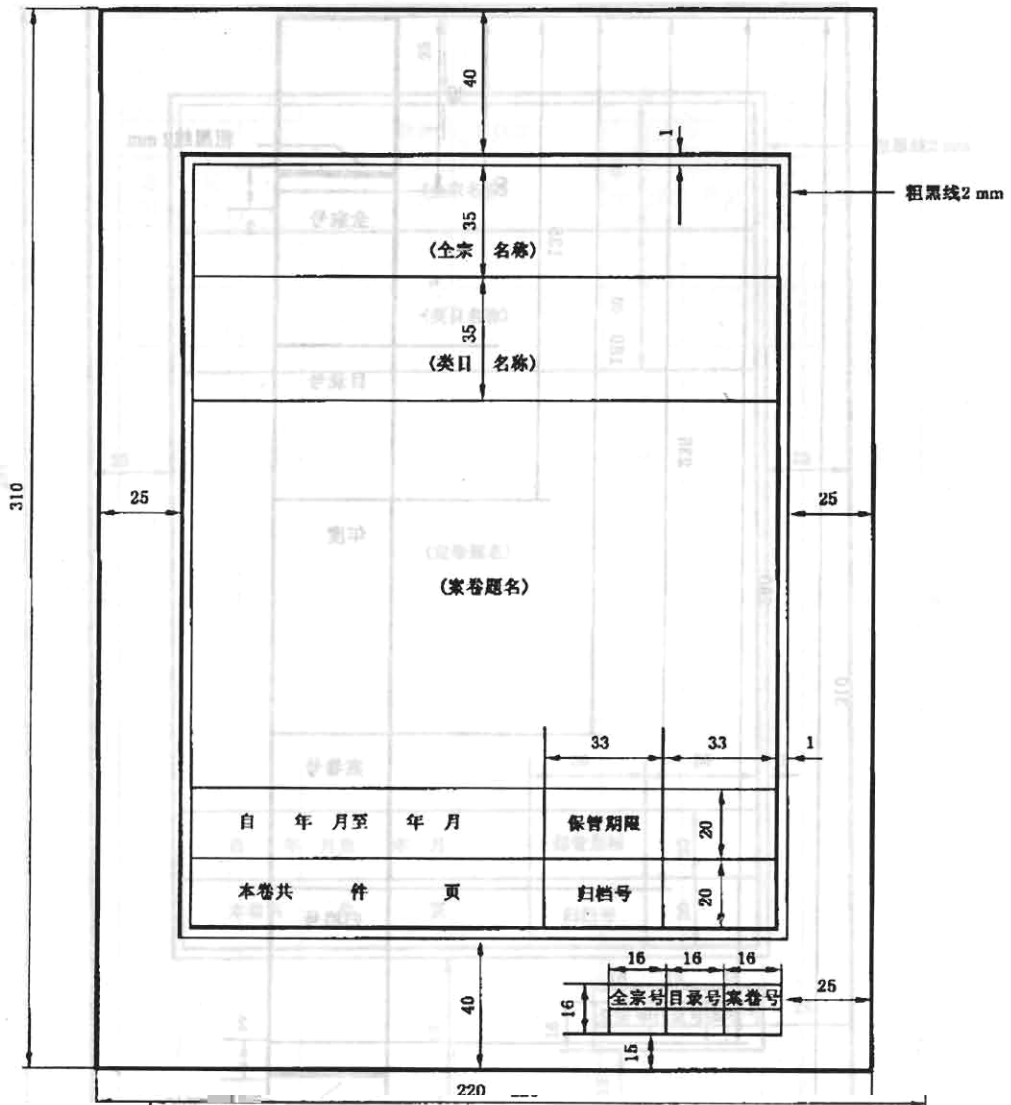 40
1
粗黑线2 mm
35
(全宗 名称)
35
(类目 名称)
310
25
25
(案卷题名)
33 33 1
自 年 月至 年 月 保管期限 20
本卷共 件 页 归档号 20
16 16 16
全宗号 目录号 案卷号
16
40
25
15
220